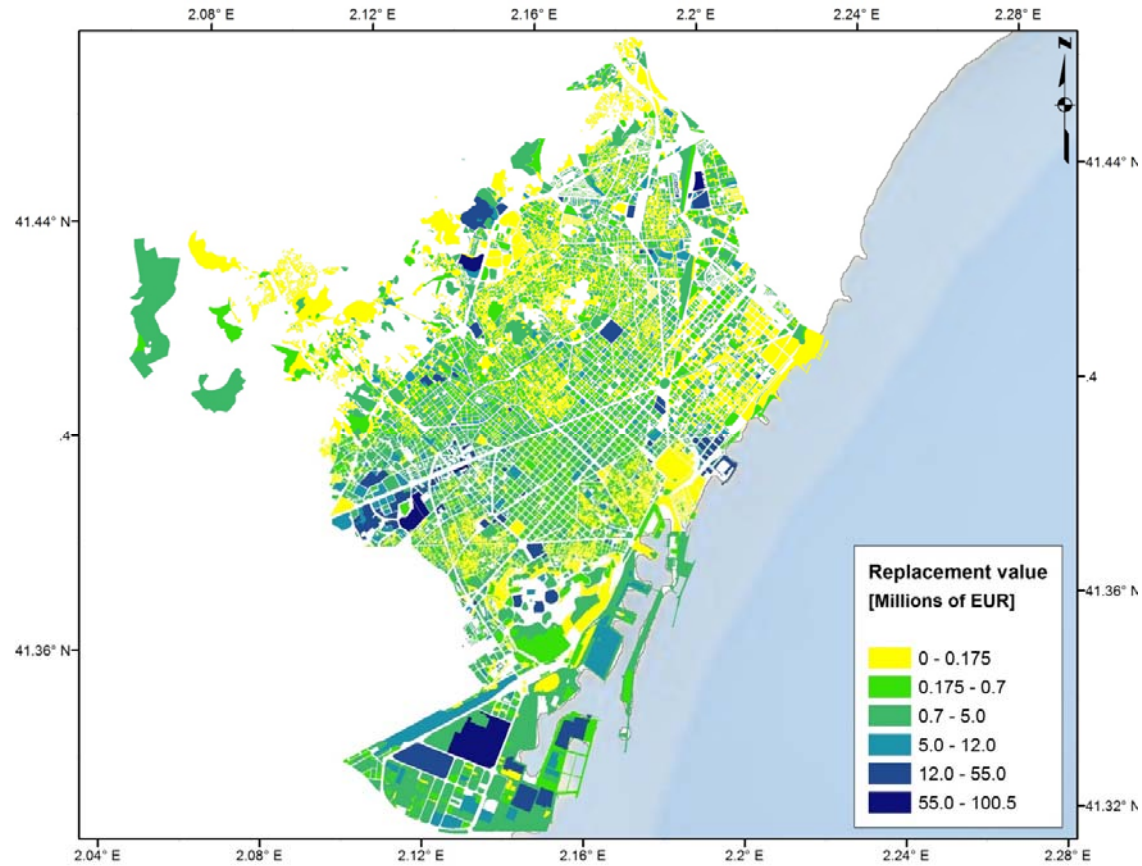 2.08° E 2.12° E 2.16° E 2.2° E 2.24° E 2.28° E
N
41.44° N
41.44° N
.4
.4
41.36° N
41.36° N
41.32° N
Replacement value
[Millions of EUR]
0 - 0.175
0.175 - 0.7
0.7 - 5.0
5.0 - 12.0
12.0 - 55.0
55.0 - 100.5
2.04° E 2.08° E 2.12° E 2.16° E 2.2° E 2.24° E 2.28° E